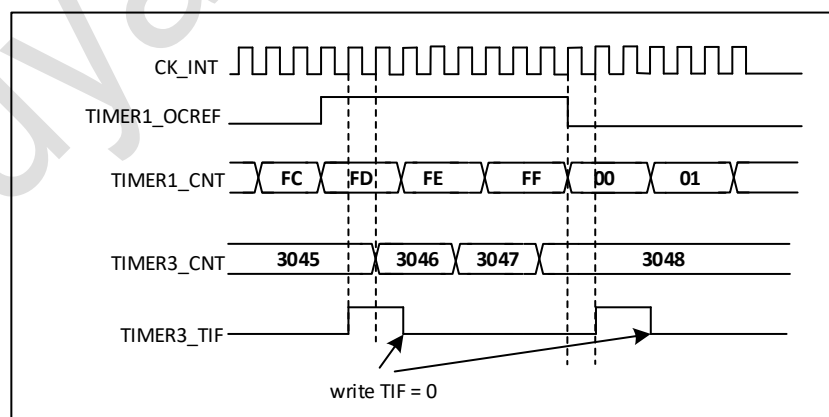 CK_INT
TIMER1_OCREF
TIMER1_CNT FC FD FE FF 00 01
TIMER3_CNT 3045 3046 3047 3048
TIMER3_TIF
write TIF = 0